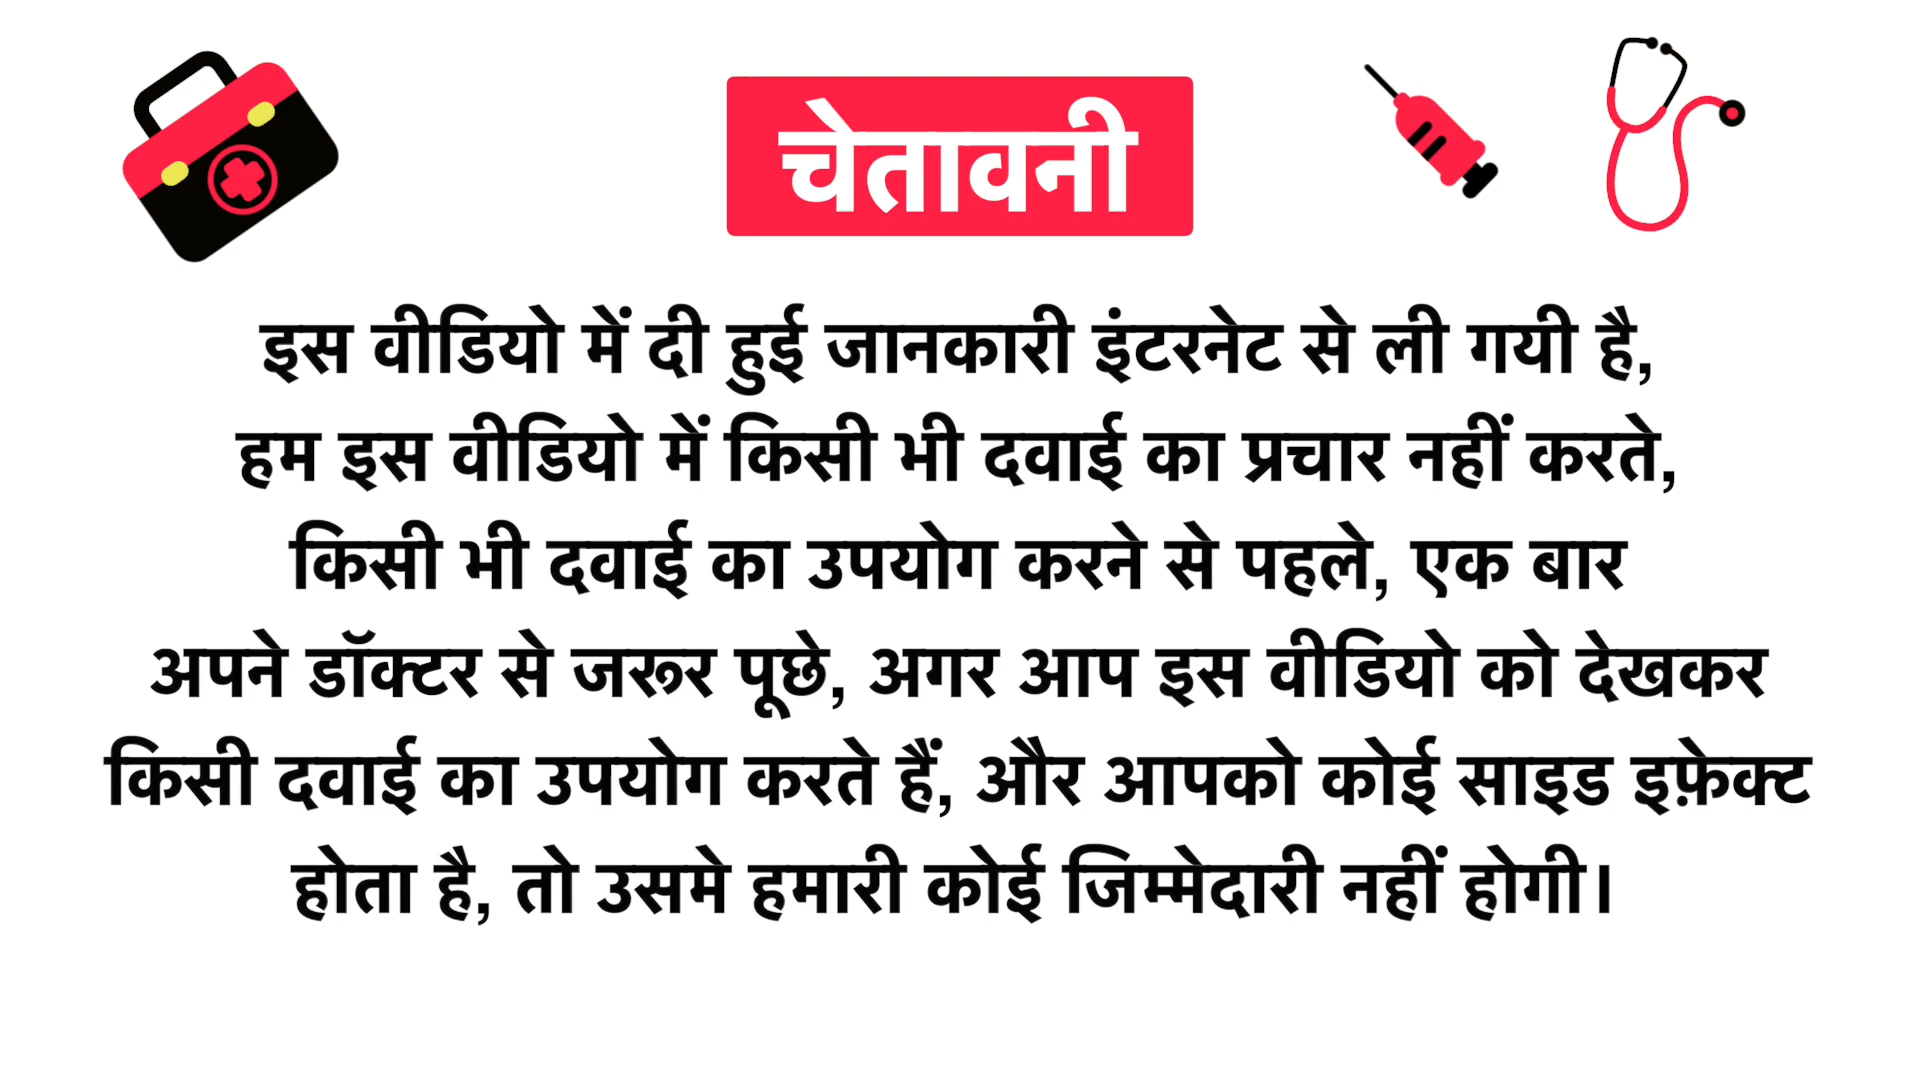 चेतावनी
इस वीडियो में दी हुई जानकारी इंटरनेट से ली गयी है,
हम इस वीडियो में किसी भी दवाई का प्रचार नहीं करते,
किसी भी दवाई का उपयोग करने से पहले, एक बार
अपने डॉक्टर से जरूर पूछे, अगर आप इस वीडियो को देखकर
किसी दवाई का उपयोग करते हैं, और आपको कोई साइड इफ़ेक्ट
होता है, तो उसमे हमारी कोई जिम्मेदारी नहीं होगी।